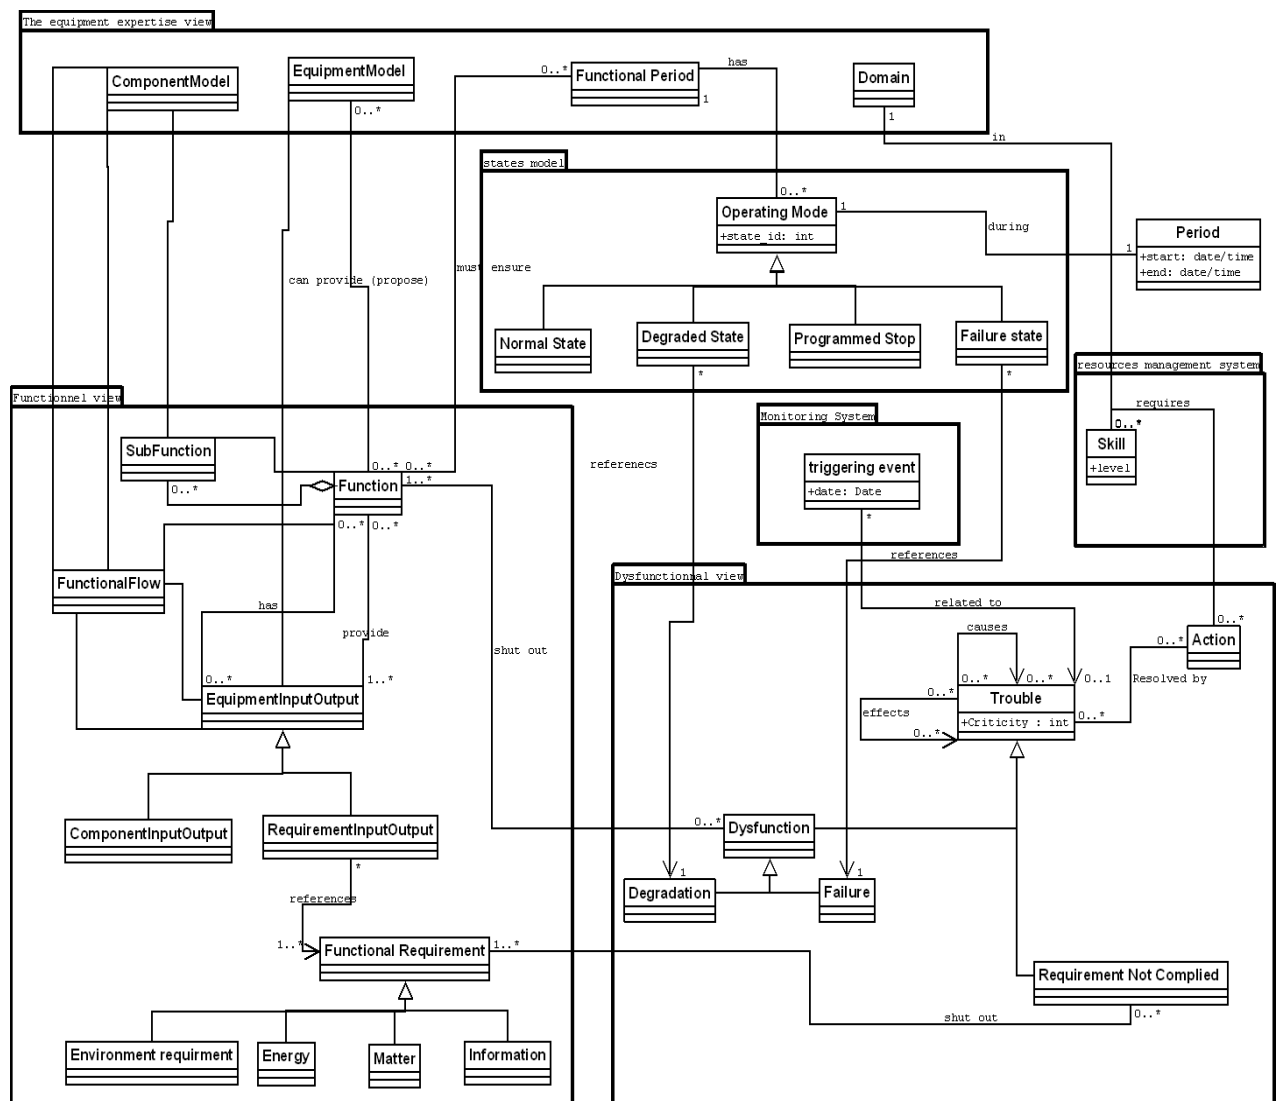 The equipment expertise view
ComponentModel
EquipmentModel
0..*
0..*
Functional Period
1
has
Domain
1
in
states model
0..*
Operating Mode
+state_id: int
1
during
1
Period
+start: date/time
+end: date/time
must ensure
can provide (propose)
Normal State
Degraded State
*
Programmed Stop
Failure state
*
resources management system
requires
0..*
Skill
+level
Functionnel view
SubFunction
0..*
0..* 0..*
Function
1..*
0..* 0..*
referenecs
Monitoring System
triggering event
+date: Date
*
references
FunctionalFlow
has
provide
shut out
0..*
1..*
EquipmentInputOutput
Dysfunctionnal view
related to
causes
0..*
Action
0..*
Resolved by
0..*
0..*
0..1
0..*
Trouble
+Criticity : int
0..*
effects
0..*
ComponentInputOutput
RequirementInputOutput
*
references
1..*
Functional Requirement
1..*
0..*
Dysfunction
1
1
Degradation
Failure
Requirement Not Complied
0..*
shut out
Environment requirment
Energy
Matter
Information